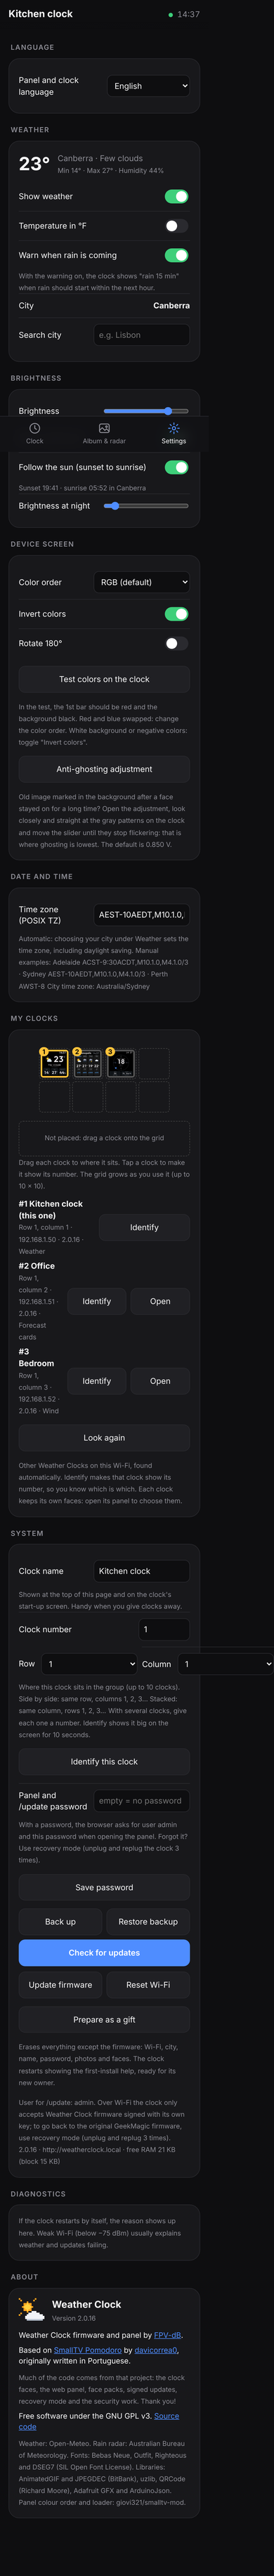 Kitchen clock
14:37
LANGUAGE
Panel and clock
language
English
WEATHER
23°
Canberra · Few clouds
Min 14° · Max 27° · Humidity 44%
Show weather
Temperature in °F
Warn when rain is coming
With the warning on, the clock shows "rain 15 min"
when rain should start within the next hour.
City
Canberra
Search city
e.g. Lisbon
BRIGHTNESS
Brightness
Clock
Album & radar
Settings
Follow the sun (sunset to sunrise)
Sunset 19:41 · sunrise 05:52 in Canberra
Brightness at night
DEVICE SCREEN
Color order
RGB (default)
Invert colors
Rotate 180°
Test colors on the clock
In the test, the 1st bar should be red and the
background black. Red and blue swapped: change
the color order. White background or negative colors:
toggle "Invert colors".
Anti-ghosting adjustment
Old image marked in the background after a face
stayed on for a long time? Open the adjustment, look
closely and straight at the gray patterns on the clock
and move the slider until they stop flickering: that is
where ghosting is lowest. The default is 0.850 V.
DATE AND TIME
Time zone
(POSIX TZ)
AEST-10AEDT,M10.1.0,
Automatic: choosing your city under Weather sets the
time zone, including daylight saving. Manual
examples: Adelaide ACST-9:30ACDT,M10.1.0,M4.1.0/3
· Sydney AEST-10AEDT,M10.1.0,M4.1.0/3 · Perth
AWST-8 City time zone: Australia/Sydney
MY CLOCKS
1
23
2
3
18
Not placed: drag a clock onto the grid
Drag each clock to where it sits. Tap a clock to make
it show its number. The grid grows as you use it (up to
10 × 10).
#1 Kitchen clock
(this one)
Row 1, column 1 ·
192.168.1.50 · 2.0.16 ·
Weather
Identify
#2 Office
Row 1,
column 2 ·
192.168.1.51 ·
2.0.16 ·
Forecast
cards
Identify
Open
#3
Bedroom
Row 1,
column 3 ·
192.168.1.52 ·
2.0.16 · Wind
Identify
Open
Look again
Other Weather Clocks on this Wi-Fi, found
automatically. Identify makes that clock show its
number, so you know which is which. Each clock
keeps its own faces: open its panel to choose them.
SYSTEM
Clock name
Kitchen clock
Shown at the top of this page and on the clock's
start-up screen. Handy when you give clocks away.
Clock number
1
Row
1
Column
1
Where this clock sits in the group (up to 10 clocks).
Side by side: same row, columns 1, 2, 3... Stacked:
same column, rows 1, 2, 3... With several clocks, give
each one a number. Identify shows it big on the
screen for 10 seconds.
Identify this clock
Panel and
/update password
empty = no password
With a password, the browser asks for user admin
and this password when opening the panel. Forgot it?
Use recovery mode (unplug and replug the clock 3
times).
Save password
Back up
Restore backup
Check for updates
Update firmware
Reset Wi-Fi
Prepare as a gift
Erases everything except the firmware: Wi-Fi, city,
name, password, photos and faces. The clock
restarts showing the first-install help, ready for its
new owner.
User for /update: admin. Over Wi-Fi the clock only
accepts Weather Clock firmware signed with its own
key; to go back to the original GeekMagic firmware,
use recovery mode (unplug and replug 3 times).
2.0.16 · http://weatherclock.local · free RAM 21 KB
(block 15 KB)
DIAGNOSTICS
If the clock restarts by itself, the reason shows up
here. Weak Wi-Fi (below −75 dBm) usually explains
weather and updates failing.
ABOUT
Weather Clock
Version 2.0.16
Weather Clock firmware and panel by FPV-dB.
Based on SmallTV Pomodoro by davicorrea0,
originally written in Portuguese.
Much of the code comes from that project: the clock
faces, the web panel, face packs, signed updates,
recovery mode and the security work. Thank you!
Free software under the GNU GPL v3. Source
code
Weather: Open-Meteo. Rain radar: Australian Bureau
of Meteorology. Fonts: Bebas Neue, Outfit, Righteous
and DSEG7 (SIL Open Font License). Libraries:
AnimatedGIF and JPEGDEC (BitBank), uzlib, QRCode
(Richard Moore), Adafruit GFX and ArduinoJson.
Panel colour order and loader: giovi321/smalltv-mod.